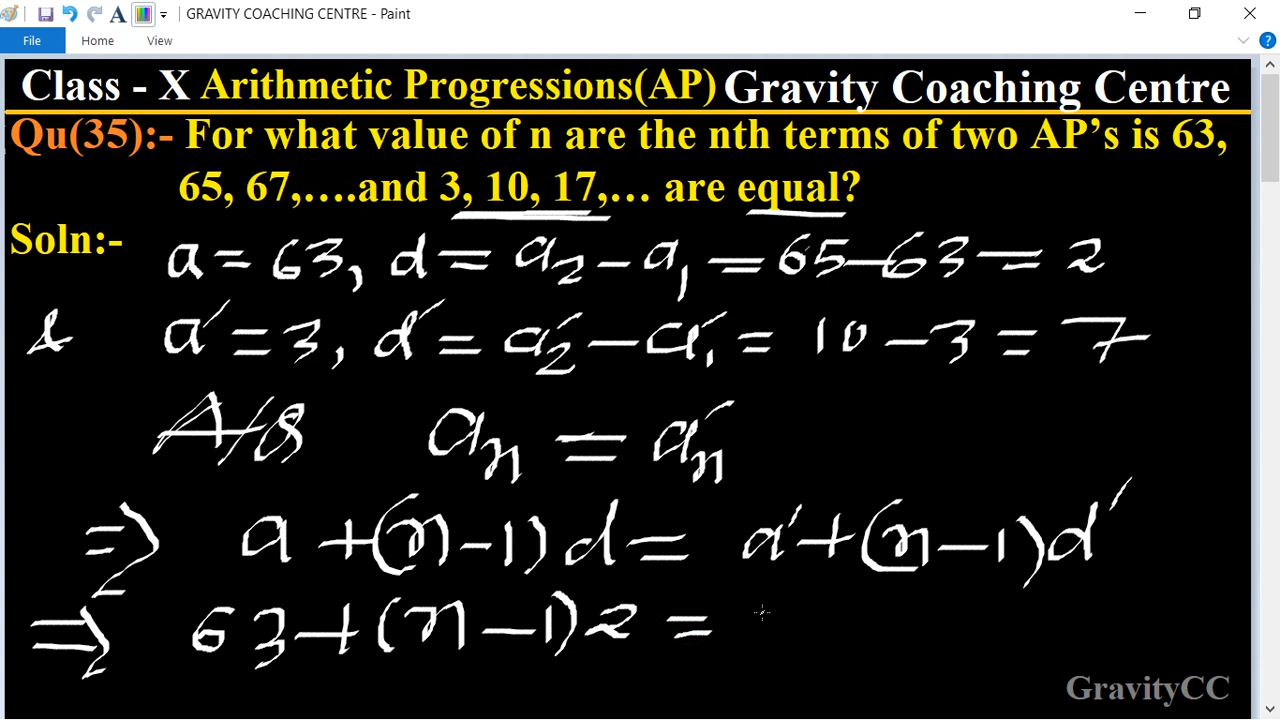 GRAVITY COACHING CENTRE - Paint
File Home View
Class - X Arithmetic Progressions(AP) Gravity Coaching Centre
Qu(35):- For what value of n are the nth terms of two AP’s is 63,
65, 67,….and 3, 10, 17,… are equal?
Soln:- a = 63, d = a₂ - a₁ = 65 - 63 = 2
& a′ = 3, d′ = a′₂ - a′₁ = 10 - 3 = 7
A/S aₙ = a′ₙ
⇒ a + (n - 1) d = a′ + (n - 1) d′
⇒ 63 + (n - 1) 2 =
GravityCC